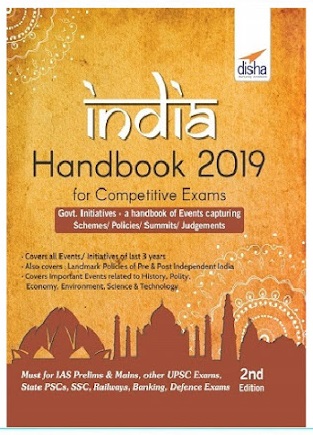 disha
india
Handbook 2019
for Competitive Exams
Govt. Initiatives - a handbook of Events capturing
Schemes/ Policies/ Summits/ Judgements
· Covers all Events/ Initiatives of last 3 years
· Also covers : Landmark Policies of Pre & Post Independent India
· Covers Important Events related to History, Polity,
Economy, Environment, Science & Technology
Must for IAS Prelims & Mains, other UPSC Exams,
State PSCs, SSC, Railways, Banking, Defence Exams
2nd
Edition